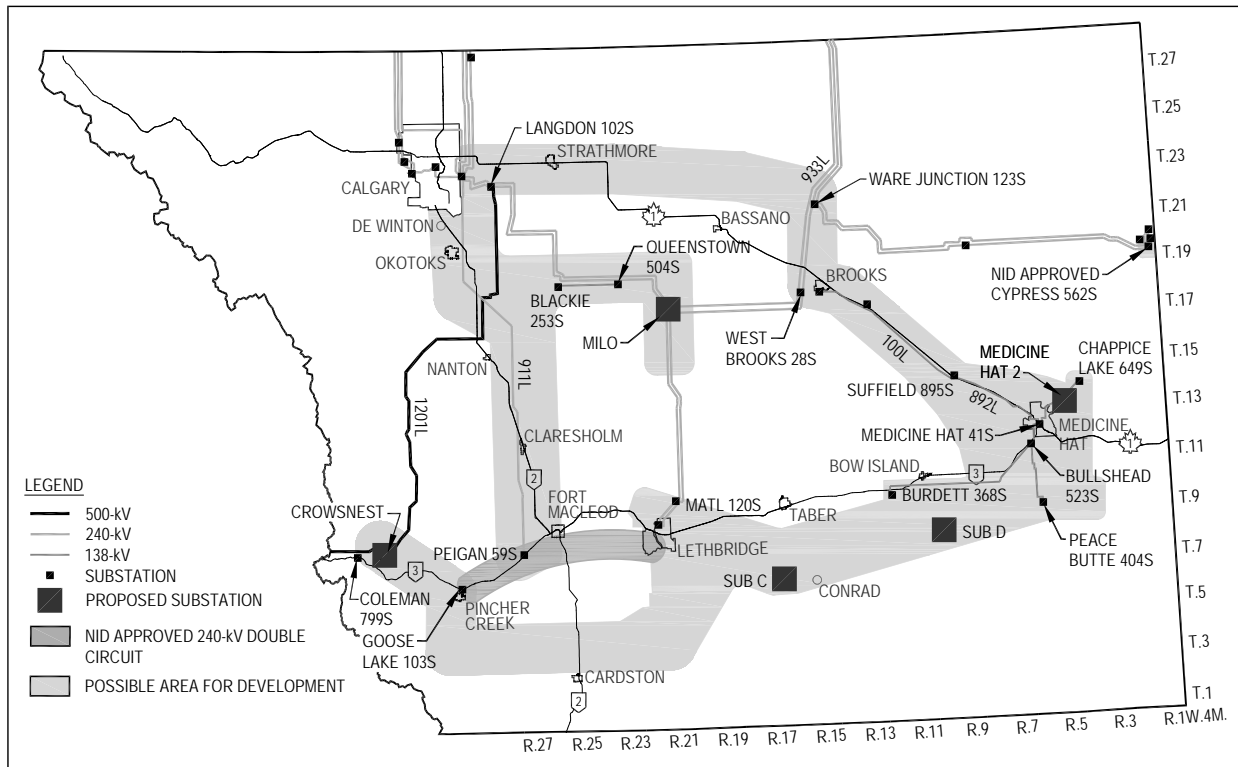 T.27
T.25
T.23
T.21
T.19
T.17
T.15
T.13
T.11
T.9
T.7
T.5
T.3
T.1
LANGDON 102S
STRATHMORE
933L
WARE JUNCTION 123S
CALGARY
1
BASSANO
DE WINTON
QUEENSTOWN
504S
OKOTOKS
NID APPROVED
CYPRESS 562S
BROOKS
BLACKIE
253S
MILO
WEST
BROOKS 28S
100L
MEDICINE
HAT 2
CHAPPICE
LAKE 649S
NANTON
911L
SUFFIELD 895S
892L
1201L
MEDICINE HAT 41S
MEDICINE
HAT
1
CLARESHOLM
BOW ISLAND
3
BULLSHEAD
523S
2
BURDETT 368S
LEGEND
500-kV
240-kV
138-kV
SUBSTATION
PROPOSED SUBSTATION
NID APPROVED 240-kV DOUBLE
CIRCUIT
POSSIBLE AREA FOR DEVELOPMENT
CROWSNEST
FORT
MACLEOD
MATL 120S
TABER
PEIGAN 59S
LETHBRIDGE
SUB D
PEACE
BUTTE 404S
3
COLEMAN
799S
SUB C
CONRAD
PINCHER
CREEK
GOOSE
LAKE 103S
CARDSTON
2
R.27
R.25
R.23
R.21
R.19
R.17
R.15
R.13
R.11
R.9
R.7
R.5
R.3
R.1W.4M.